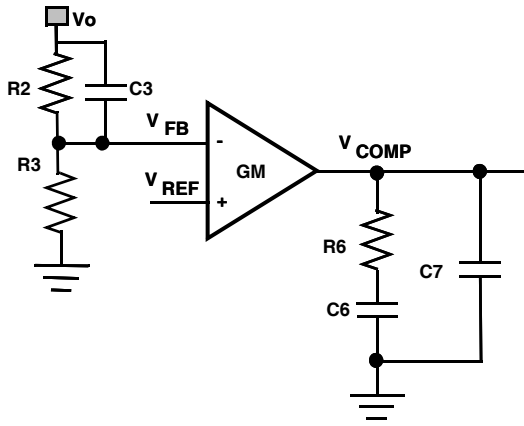 Vo
R2
C3
V FB
V COMP
R3
-
GM
V REF
+
R6
C7
C6